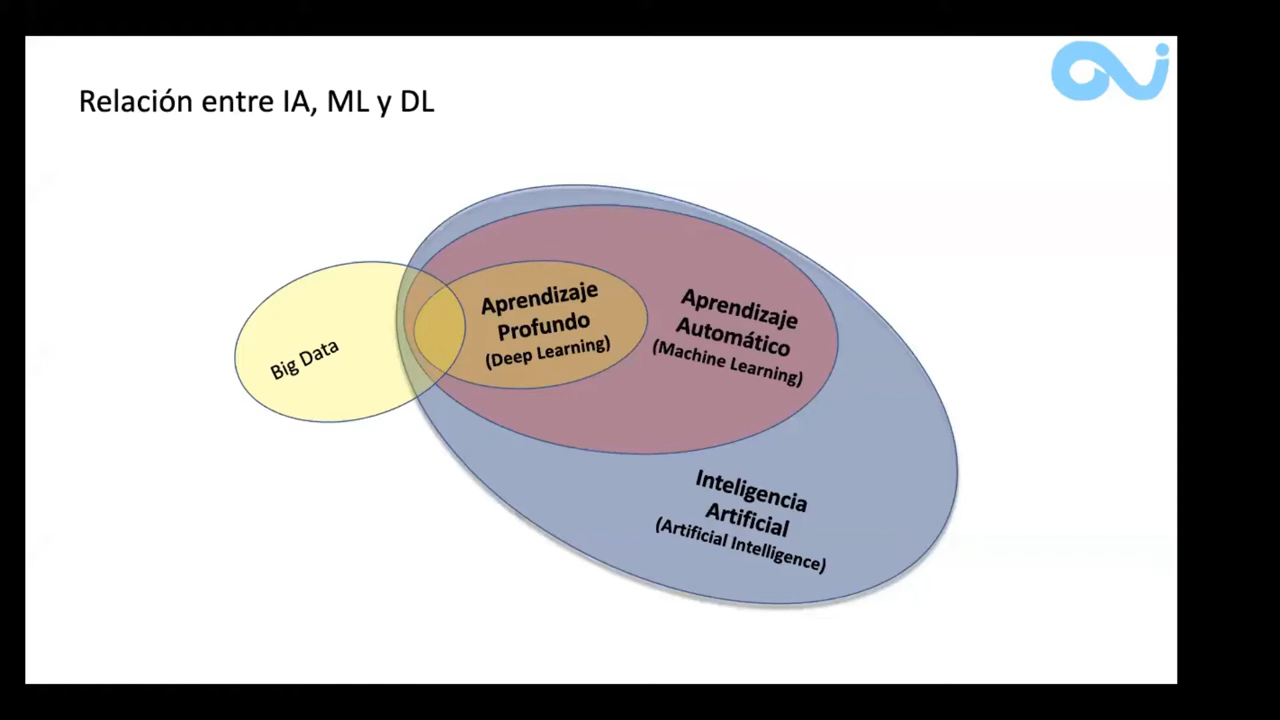 Relación entre IA, ML y DL
Big Data
Aprendizaje
Profundo
(Deep Learning)
Aprendizaje
Automático
(Machine Learning)
Inteligencia
Artificial
(Artificial Intelligence)